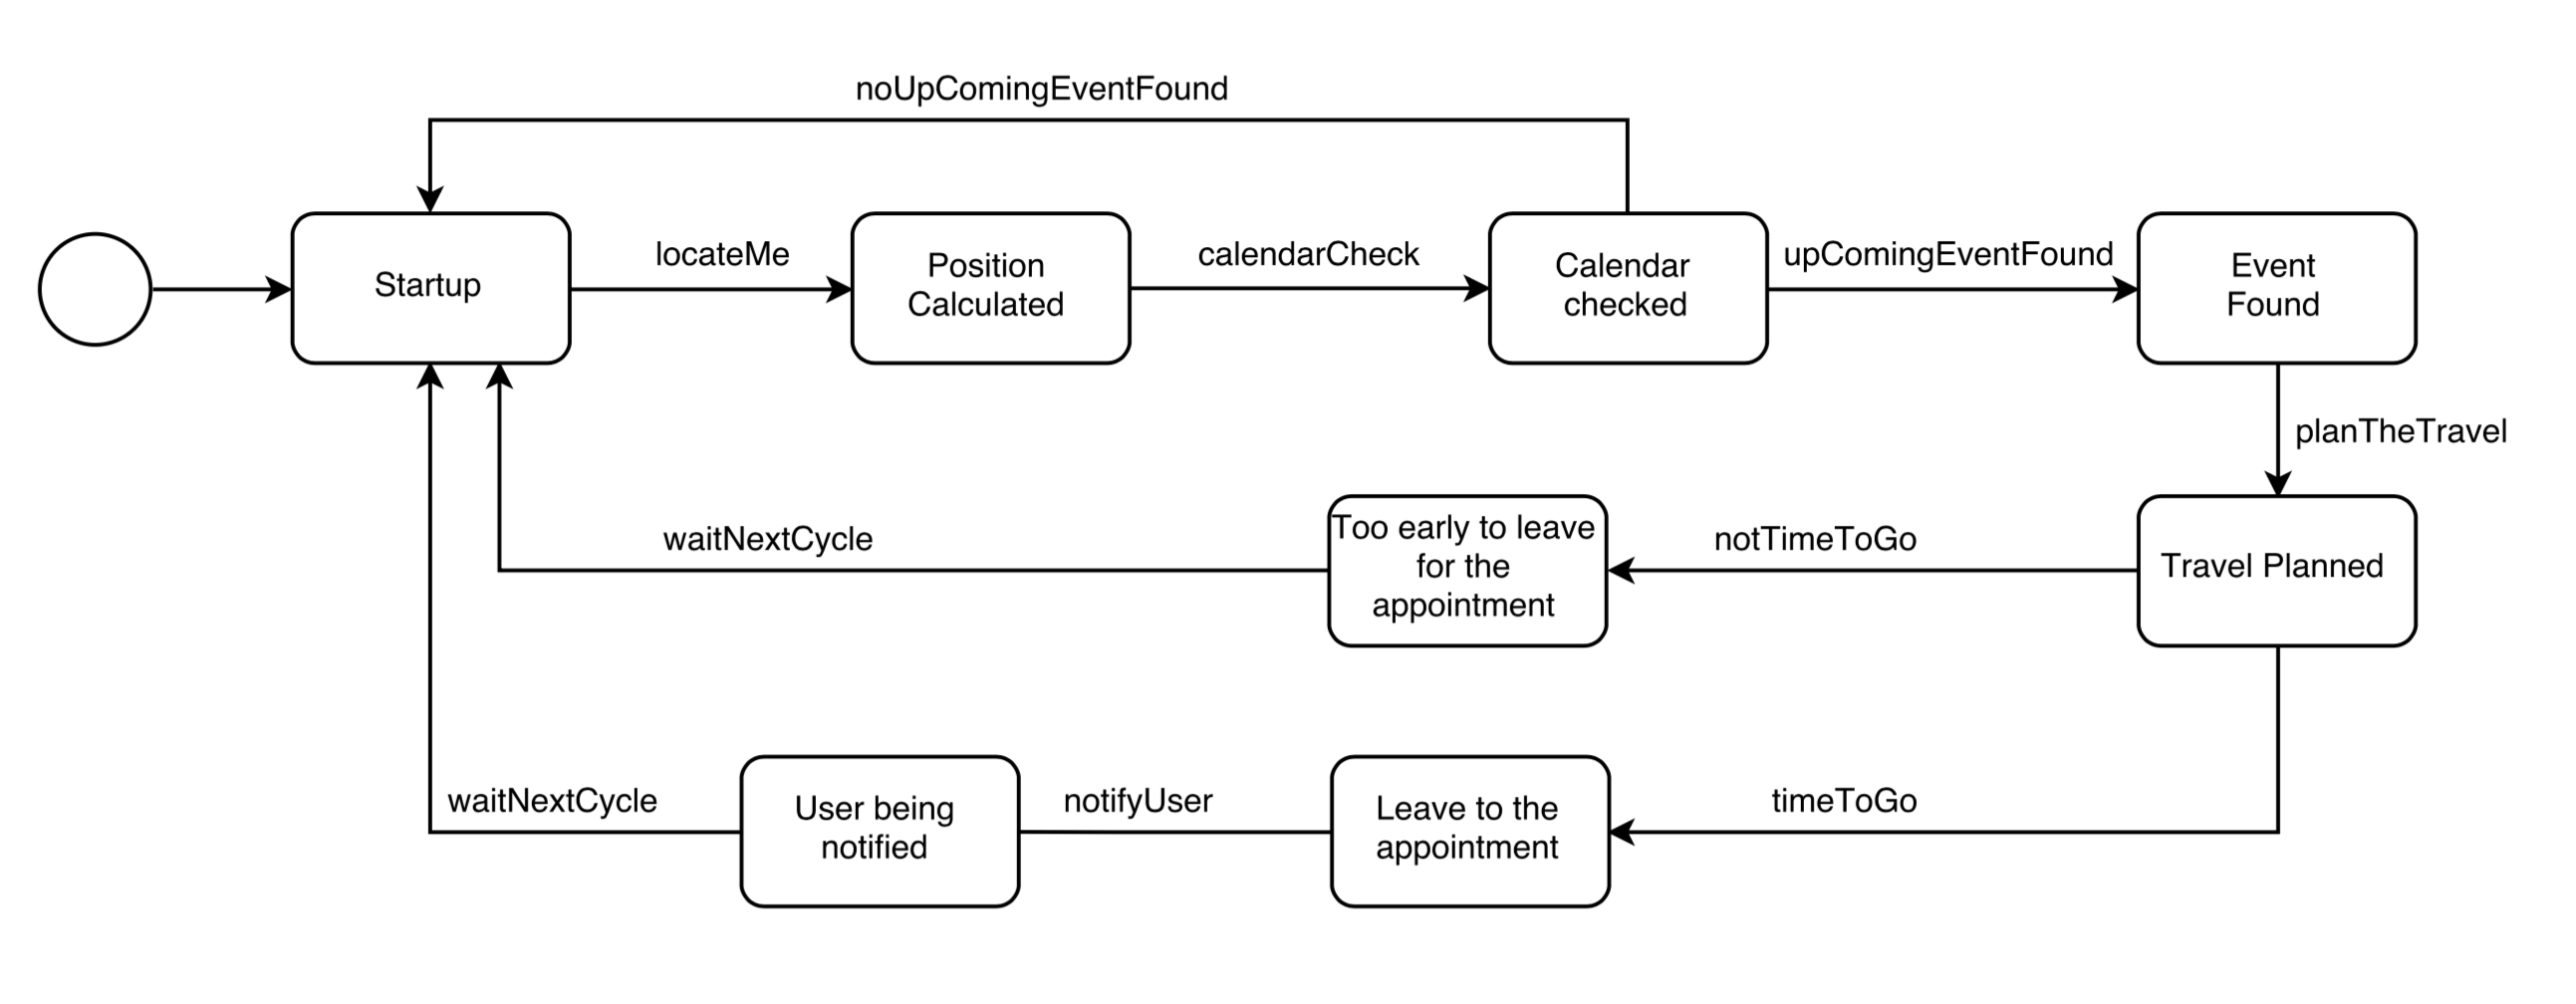 noUpComingEventFound
Startup
locateMe
Position
Calculated
calendarCheck
Calendar
checked
upComingEventFound
Event
Found
planTheTravel
waitNextCycle
Too early to leave
for the
appointment
notTimeToGo
Travel Planned
waitNextCycle
User being
notified
notifyUser
Leave to the
appointment
timeToGo